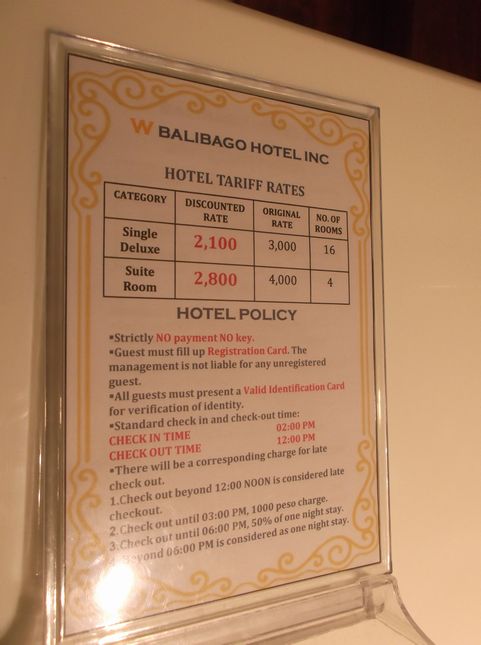 W BALIBAGO HOTEL INC
HOTEL TARIFF RATES
CATEGORY DISCOUNTED RATE ORIGINAL RATE NO. OF ROOMS
Single Deluxe 2,100 3,000 16
Suite Room 2,800 4,000 4
HOTEL POLICY
▪Strictly NO payment NO key.
▪Guest must fill up Registration Card. The
management is not liable for any unregistered
guest.
▪All guests must present a Valid Identification Card
for verification of identity.
▪Standard check in and check-out time:
CHECK IN TIME 02:00 PM
CHECK OUT TIME 12:00 PM
▪There will be a corresponding charge for late
check out.
1.Check out beyond 12:00 NOON is considered late
checkout.
2.Check out until 03:00 PM, 1000 peso charge.
3.Check out until 06:00 PM, 50% of one night stay.
Beyond 06:00 PM is considered as one night stay.